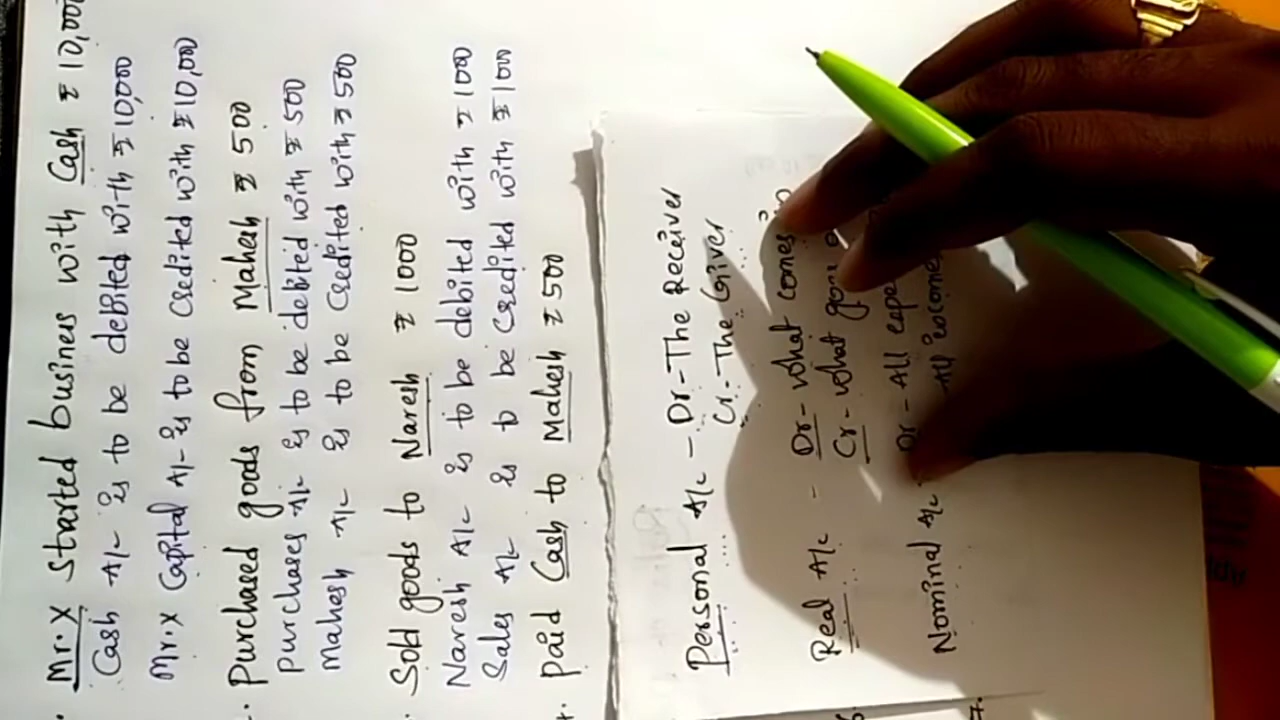 . Mr. X Started business with Cash ₹ 10,000
Cash A/c is to be debited with ₹ 10,000
Mr. X Capital A/c is to be Credited with ₹ 10,000
. Purchased goods from Mahesh ₹ 500
purchases A/c is to be debited with ₹ 500
Mahesh A/c is to be Credited with ₹ 500
. Sold goods to Naresh ₹ 1000
Naresh A/c is to be debited with ₹ 1000
Sales A/c is to be Credited with ₹ 1000
. paid Cash to Mahesh ₹ 500
Personal A/c - Dr - The Receiver
Cr - The Giver
Real A/c - Dr - what comes in
Cr - what goes
Nominal A/c - Dr - All
All incomes